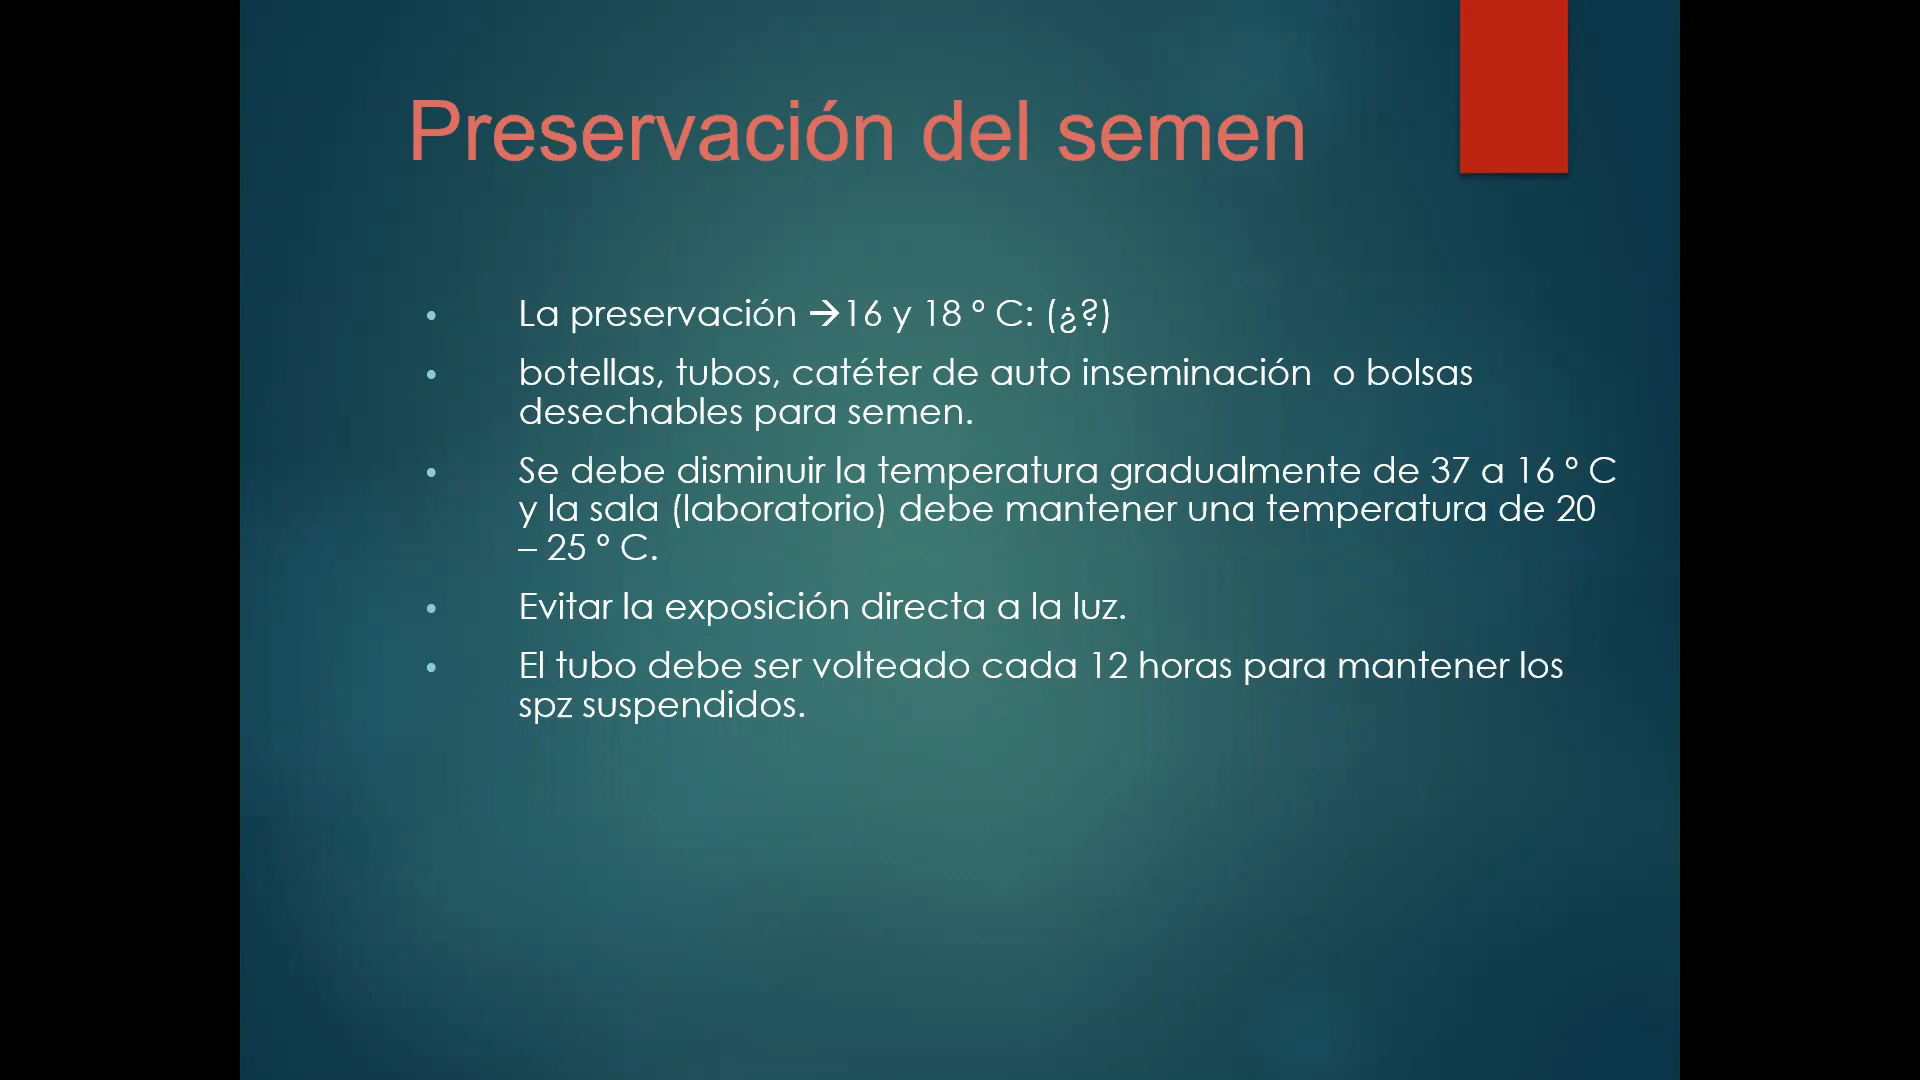 Preservación del semen
• La preservación →16 y 18 º C: (¿?)
• botellas, tubos, catéter de auto inseminación  o bolsas
desechables para semen.
• Se debe disminuir la temperatura gradualmente de 37 a 16 º C
y la sala (laboratorio) debe mantener una temperatura de 20
– 25 º C.
• Evitar la exposición directa a la luz.
• El tubo debe ser volteado cada 12 horas para mantener los
spz suspendidos.